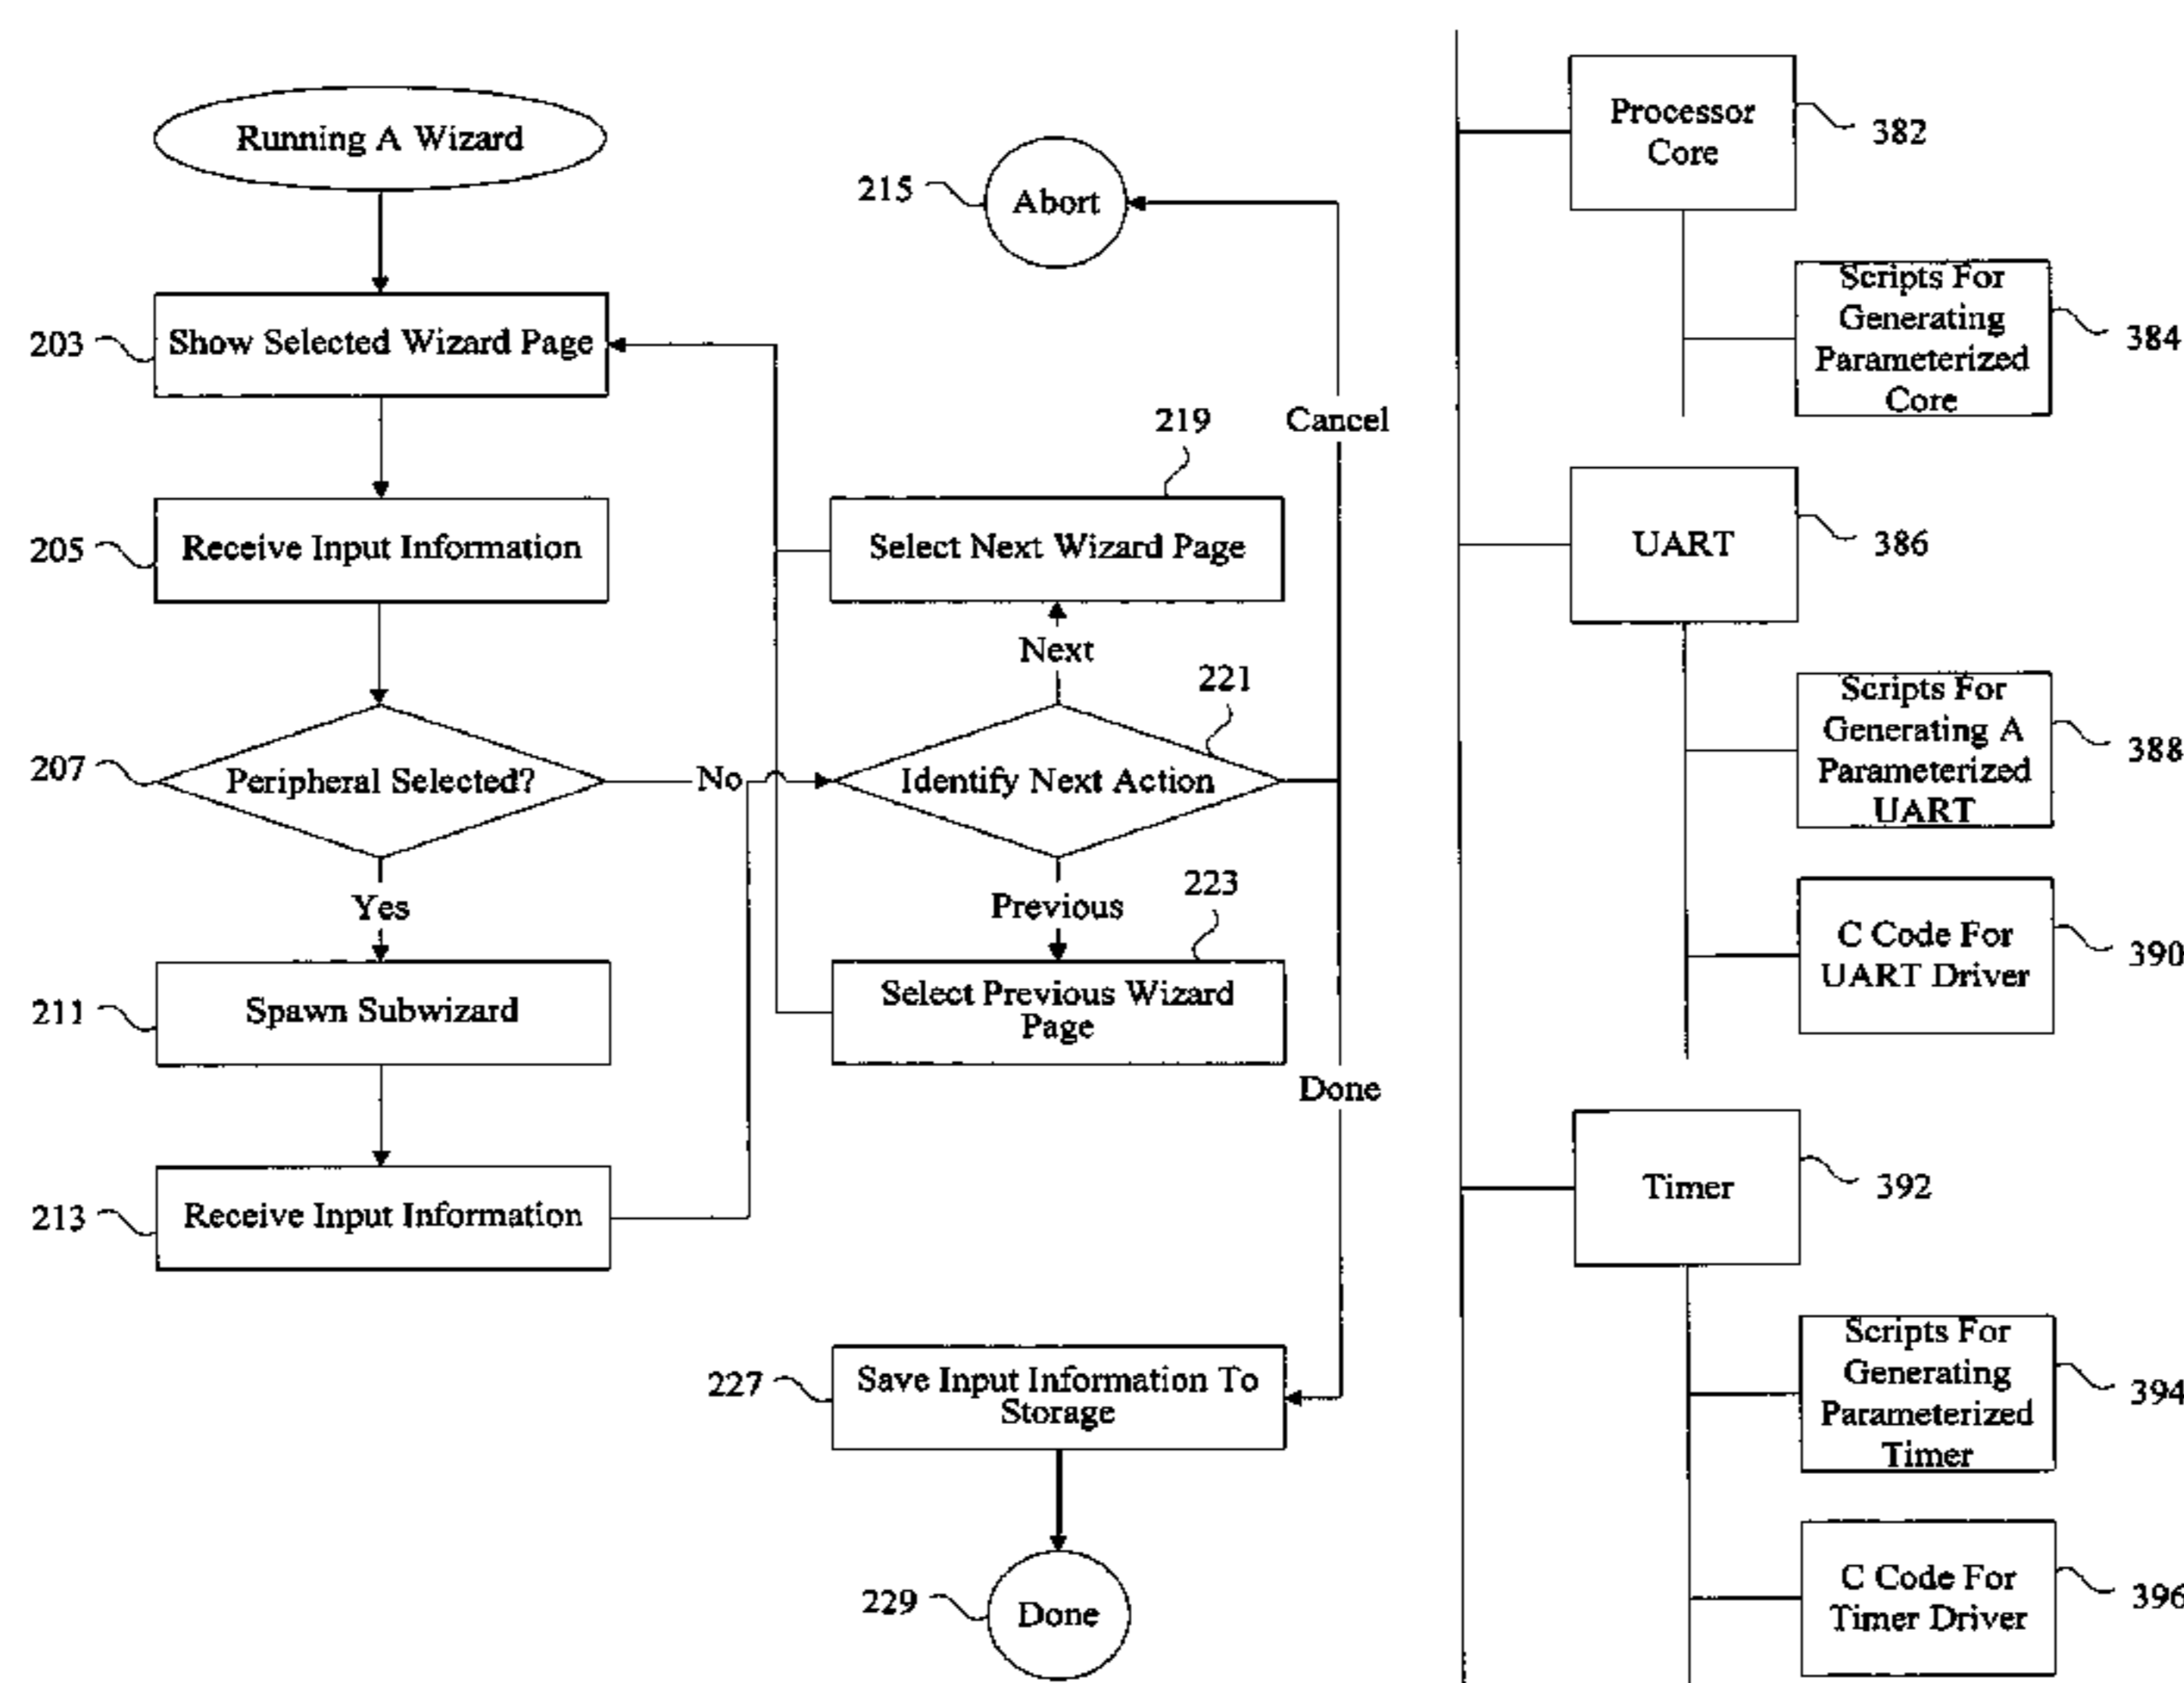 Running A Wizard
203
Show Selected Wizard Page
205
Receive Input Information
207
Peripheral Selected?
No
Yes
211
Spawn Subwizard
213
Receive Input Information
215
Abort
Cancel
219
Select Next Wizard Page
Next
221
Identify Next Action
Previous
223
Select Previous Wizard
Page
Done
227
Save Input Information To
Storage
229
Done
Processor
Core
382
Scripts For
Generating
Parameterized
Core
384
UART
386
Scripts For
Generating A
Parameterized
UART
388
C Code For
UART Driver
390
Timer
392
Scripts For
Generating
Parameterized
Timer
394
C Code For
Timer Driver
396